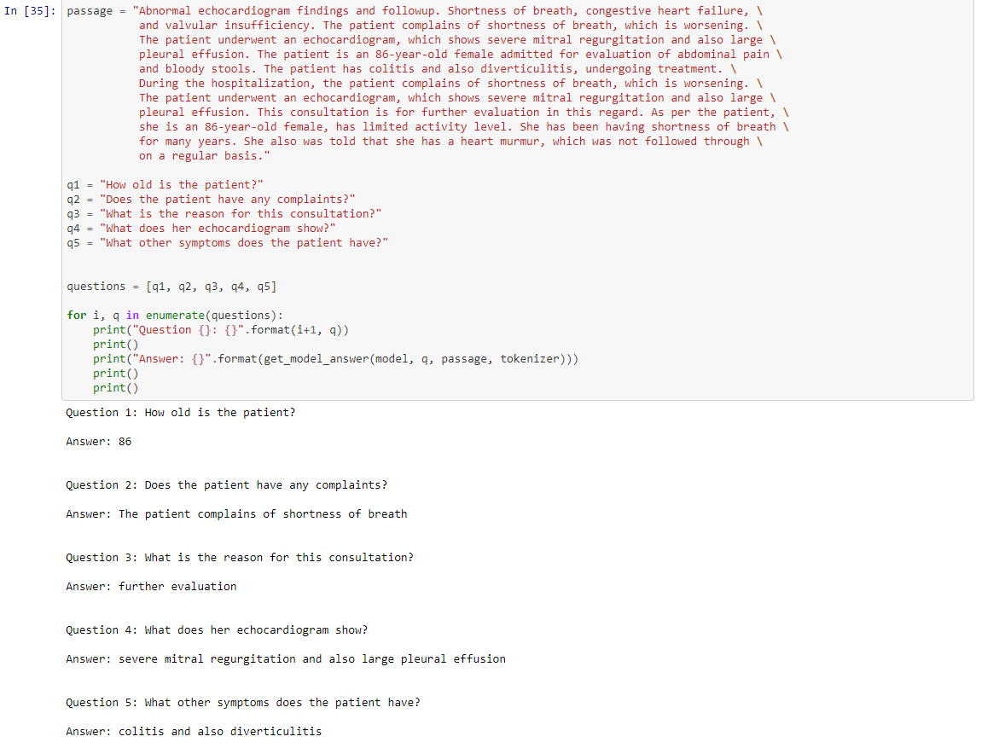 In [35]: passage = "Abnormal echocardiogram findings and followup. Shortness of breath, congestive heart failure, \
and valvular insufficiency. The patient complains of shortness of breath, which is worsening. \
The patient underwent an echocardiogram, which shows severe mitral regurgitation and also large \
pleural effusion. The patient is an 86-year-old female admitted for evaluation of abdominal pain \
and bloody stools. The patient has colitis and also diverticulitis, undergoing treatment. \
During the hospitalization, the patient complains of shortness of breath, which is worsening. \
The patient underwent an echocardiogram, which shows severe mitral regurgitation and also large \
pleural effusion. This consultation is for further evaluation in this regard. As per the patient, \
she is an 86-year-old female, has limited activity level. She has been having shortness of breath \
for many years. She also was told that she has a heart murmur, which was not followed through \
on a regular basis."
q1 = "How old is the patient?"
q2 = "Does the patient have any complaints?"
q3 = "What is the reason for this consultation?"
q4 = "What does her echocardiogram show?"
q5 = "What other symptoms does the patient have?"
questions = [q1, q2, q3, q4, q5]
for i, q in enumerate(questions):
    print("Question {}: {}".format(i+1, q))
    print()
    print("Answer: {}".format(get_model_answer(model, q, passage, tokenizer)))
    print()
    print()
Question 1: How old is the patient?
Answer: 86
Question 2: Does the patient have any complaints?
Answer: The patient complains of shortness of breath
Question 3: What is the reason for this consultation?
Answer: further evaluation
Question 4: What does her echocardiogram show?
Answer: severe mitral regurgitation and also large pleural effusion
Question 5: What other symptoms does the patient have?
Answer: colitis and also diverticulitis